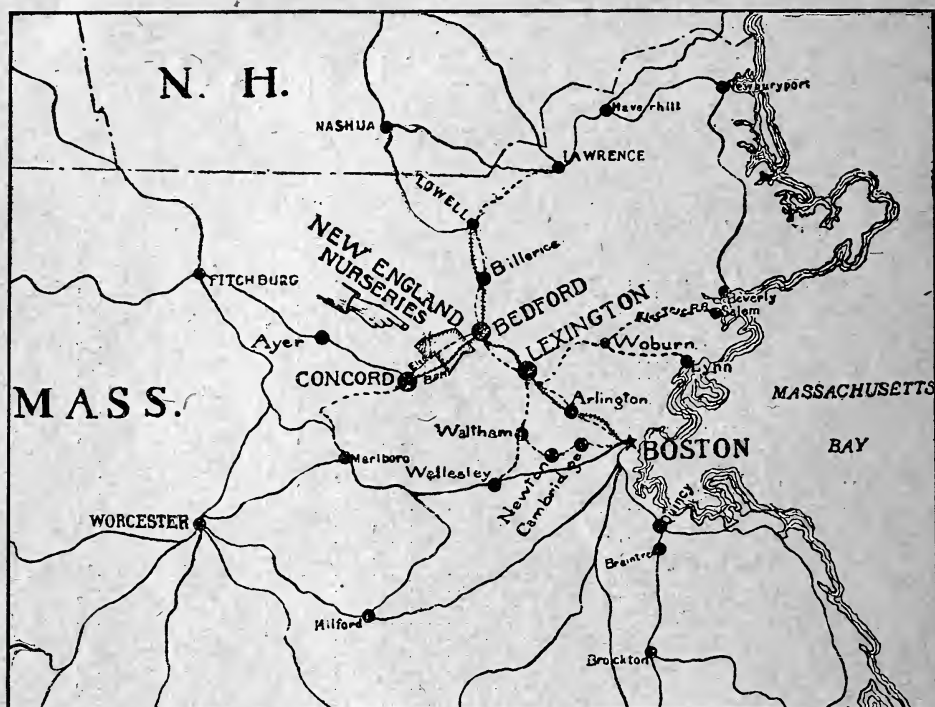 N. H.
NASHUA
Haverhill
Newburyport
LAWRENCE
LOWELL
NEW ENGLAND
NURSERIES
Billerica
FITCHBURG
BEDFORD
Beverly
Salem
LEXINGTON
Woburn
Lynn
Ayer
CONCORD
MASS.
MASSACHUSETTS
BAY
Arlington
Waltham
BOSTON
Marlboro
Wellesley
Newton
Cambridge
Quincy
WORCESTER
Braintree
Milford
Brockton